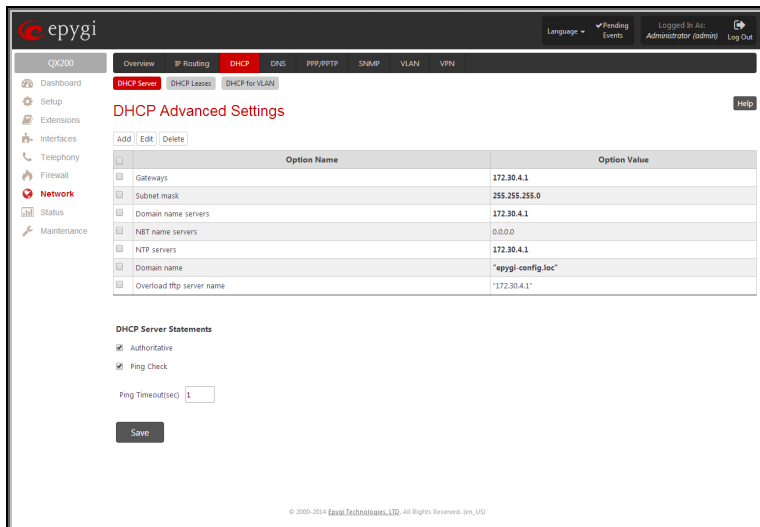 epygi
Language
Pending Events
Logged In As:
Administrator (admin)
Log Out
QX200
Dashboard
Setup
Extensions
Interfaces
Telephony
Firewall
Network
Status
Maintenance
Overview IP Routing DHCP DNS PPP/PPTP SNMP VLAN VPN
DHCP Server DHCP Leases DHCP for VLAN
DHCP Advanced Settings
Help
Add Edit Delete
Option Name Option Value
Gateways 172.30.4.1
Subnet mask 255.255.255.0
Domain name servers 172.30.4.1
NBT name servers 0.0.0.0
NTP servers 172.30.4.1
Domain name "epygi-config.loc"
Overload tftp server name "172.30.4.1"
DHCP Server Statements
Authoritative
Ping Check
Ping Timeout(sec) 1
Save
© 2000-2014 Epygi Technologies, LTD. All Rights Reserved. (en_US)